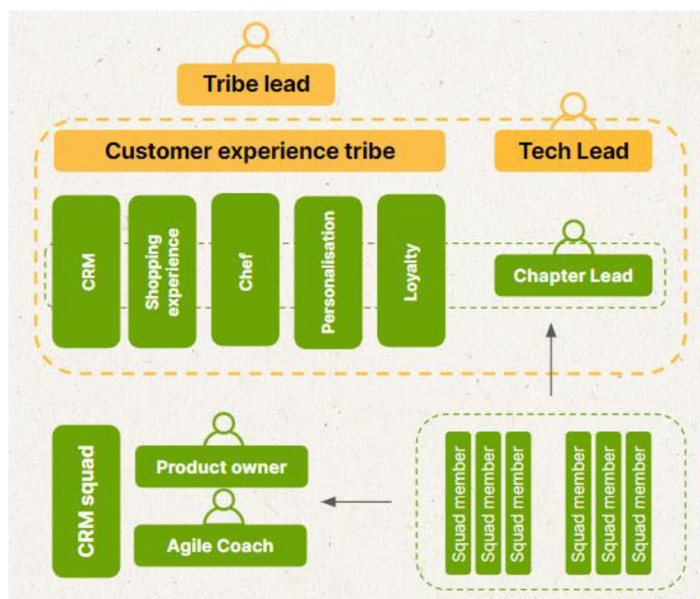 Tribe lead
Customer experience tribe
Tech Lead
CRM
Shopping
experience
Chef
Personalisation
Loyalty
Chapter Lead
CRM squad
Product owner
Agile Coach
Squad member
Squad member
Squad member
Squad member
Squad member
Squad member